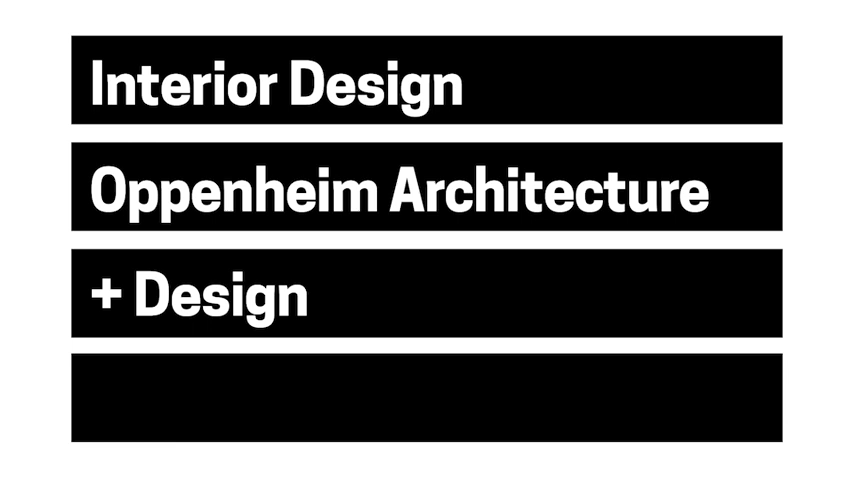 Interior Design
Oppenheim Architecture
+ Design